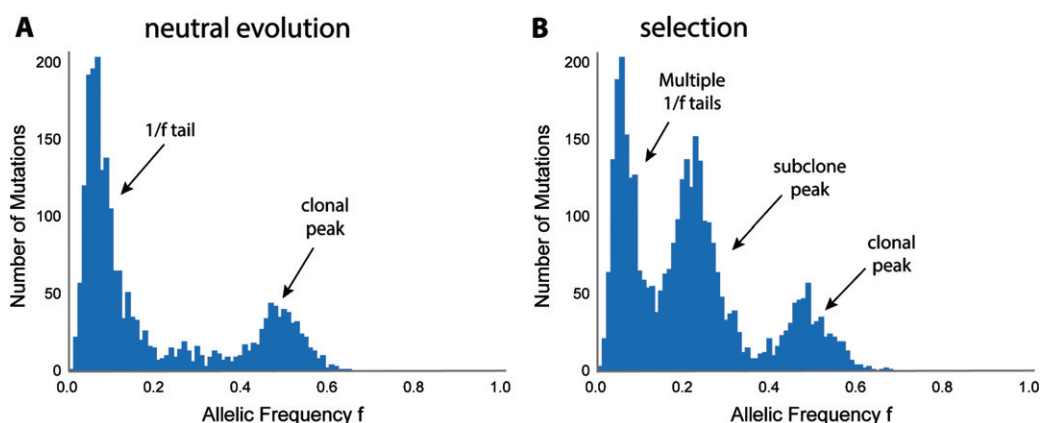 A neutral evolution
200
150
100
50
0
Number of Mutations
1/f tail
clonal
peak
0.0 0.2 0.4 0.6 0.8 1.0
Allelic Frequency f
B selection
200
150
100
50
0
Number of Mutations
Multiple
1/f tails
subclone
peak
clonal
peak
0.0 0.2 0.4 0.6 0.8 1.0
Allelic Frequency f